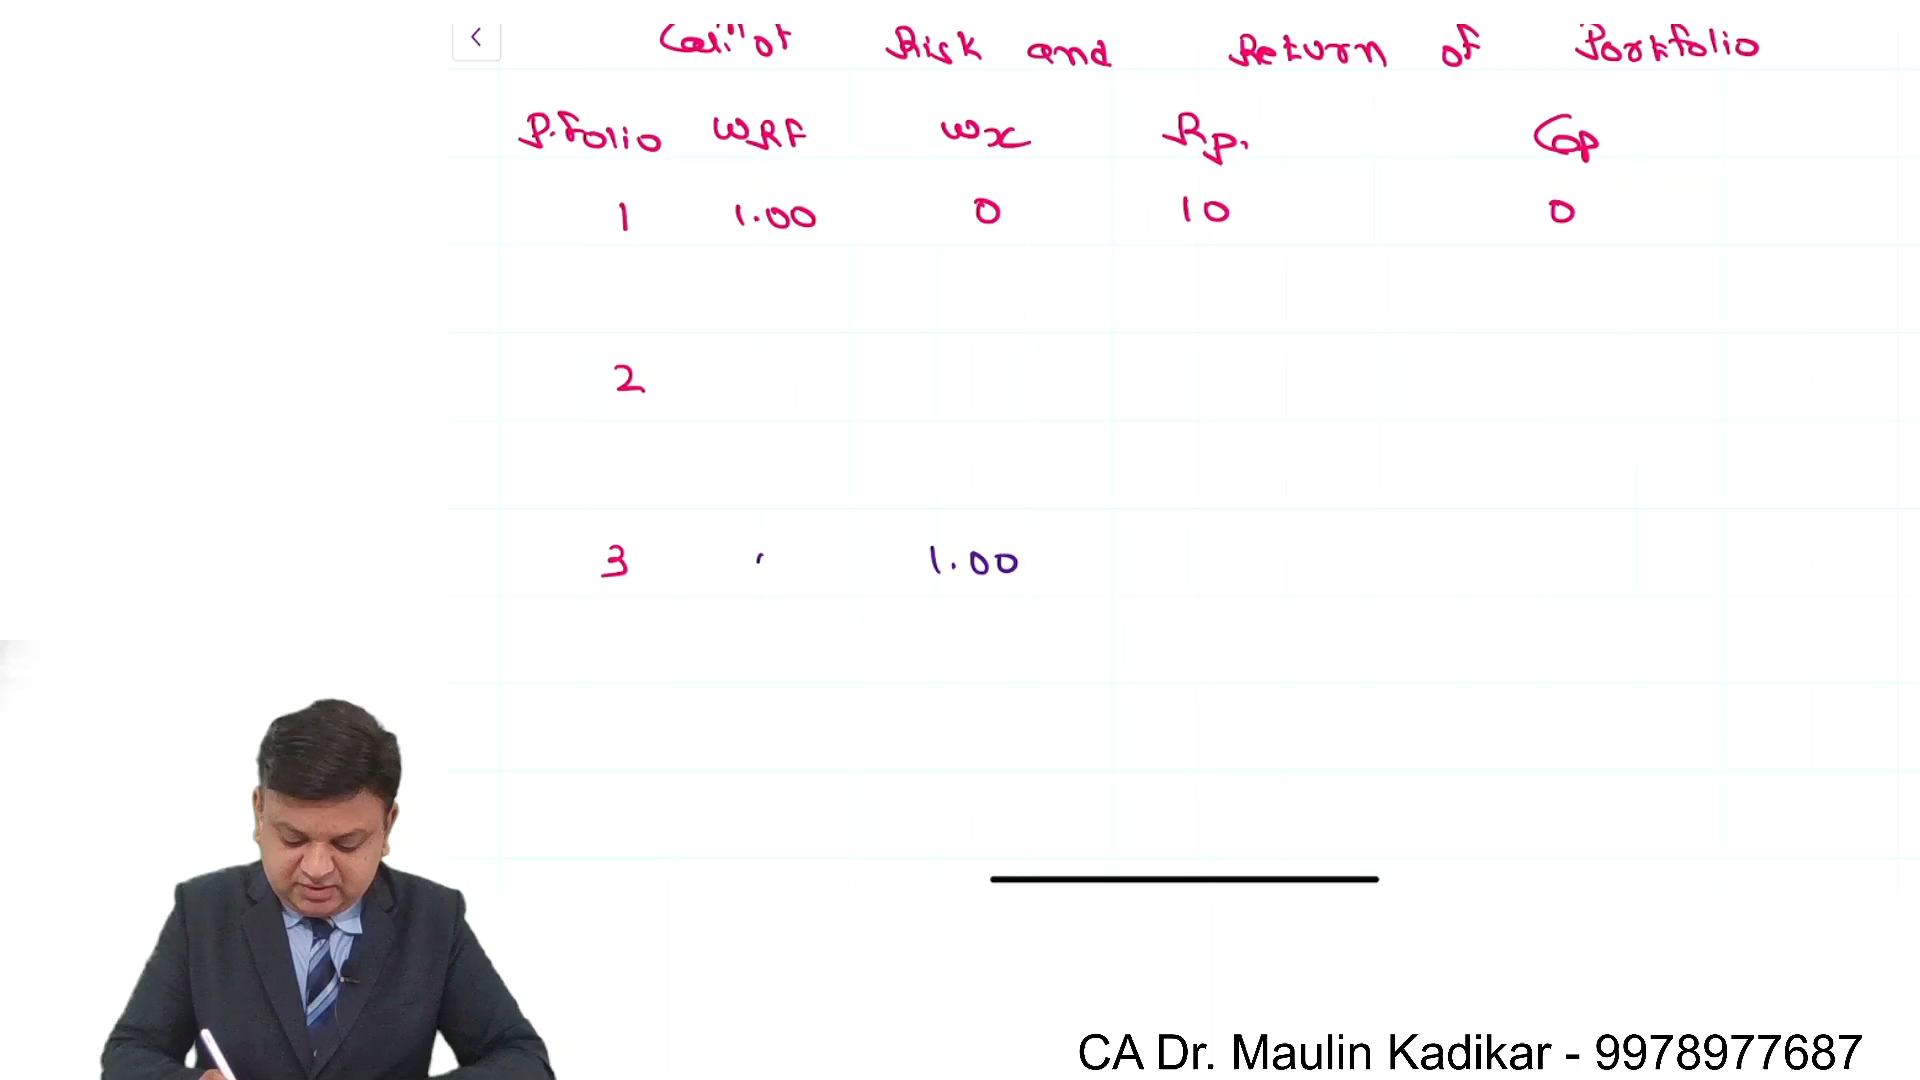 Calⁿ of Risk and Return of Portfolio
P.folio WRF Wx Rp. σp
1 1.00 0 10 0
2
3 1.00
CA Dr. Maulin Kadikar - 9978977687